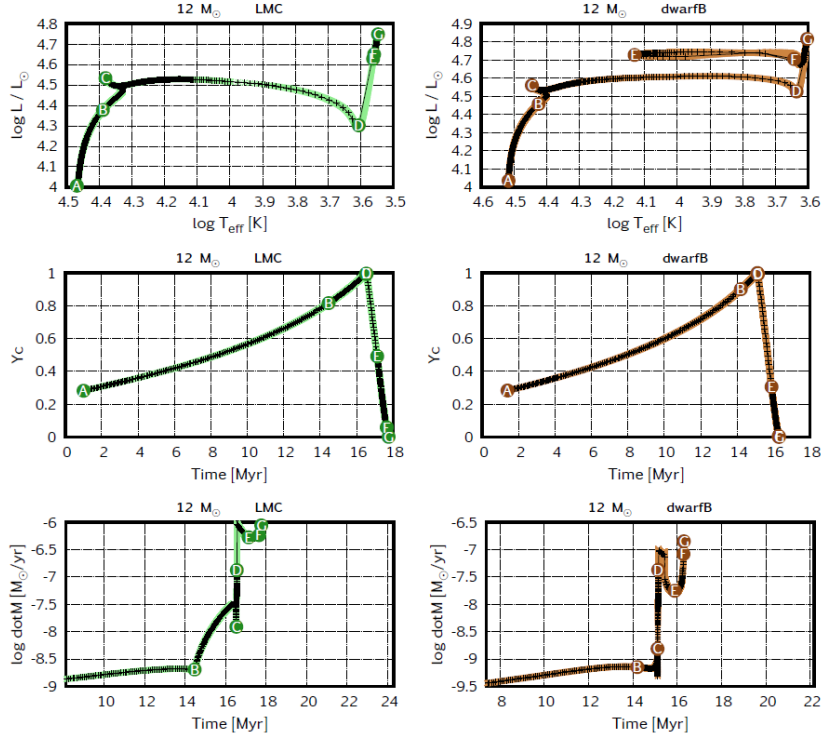 12 M☉ LMC
4.8
4.7
4.6
4.5
4.4
4.3
4.2
4.1
4
log L / L☉
G
E
C
B
D
A
4.5 4.4 4.3 4.2 4.1 4 3.9 3.8 3.7 3.6 3.5
log Teff [K]
12 M☉ dwarfB
4.9
4.8
4.7
4.6
4.5
4.4
4.3
4.2
4.1
4
log L / L☉
G
E
F
C
D
B
A
4.6 4.5 4.4 4.3 4.2 4.1 4 3.9 3.8 3.7 3.6
log Teff [K]
12 M☉ LMC
1
0.8
0.6
0.4
0.2
0
Yc
D
B
E
A
F
G
0 2 4 6 8 10 12 14 16 18
Time [Myr]
12 M☉ dwarfB
1
0.8
0.6
0.4
0.2
0
Yc
D
B
E
A
0 2 4 6 8 10 12 14 16 18
Time [Myr]
12 M☉ LMC
-6
-6.5
-7
-7.5
-8
-8.5
-9
log dotM [M☉/yr]
G
E
F
D
C
B
10 12 14 16 18 20 22 24
Time [Myr]
12 M☉ dwarfB
-6.5
-7
-7.5
-8
-8.5
-9
-9.5
log dotM [M☉/yr]
G
F
D
E
C
B
8 10 12 14 16 18 20 22
Time [Myr]